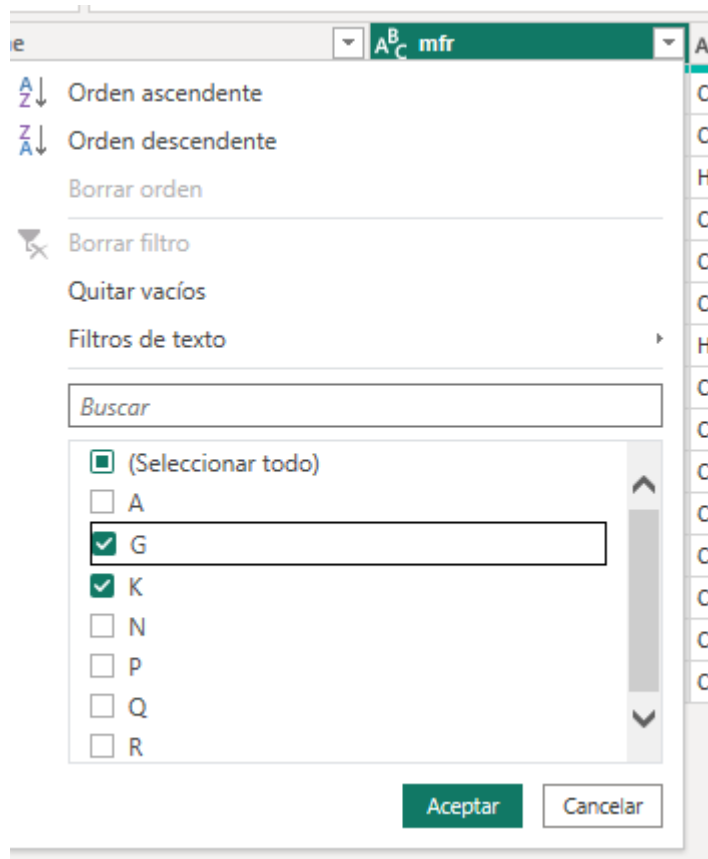 e
ABC mfr
A
Orden ascendente
Orden descendente
Borrar orden
Borrar filtro
Quitar vacíos
Filtros de texto
Buscar
(Seleccionar todo)
A
G
K
N
P
Q
R
Aceptar
Cancelar